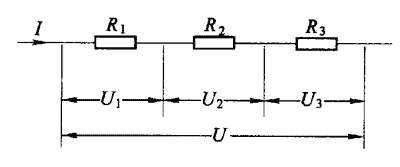 I R₁ R₂ R₃
U₁ U₂ U₃
U